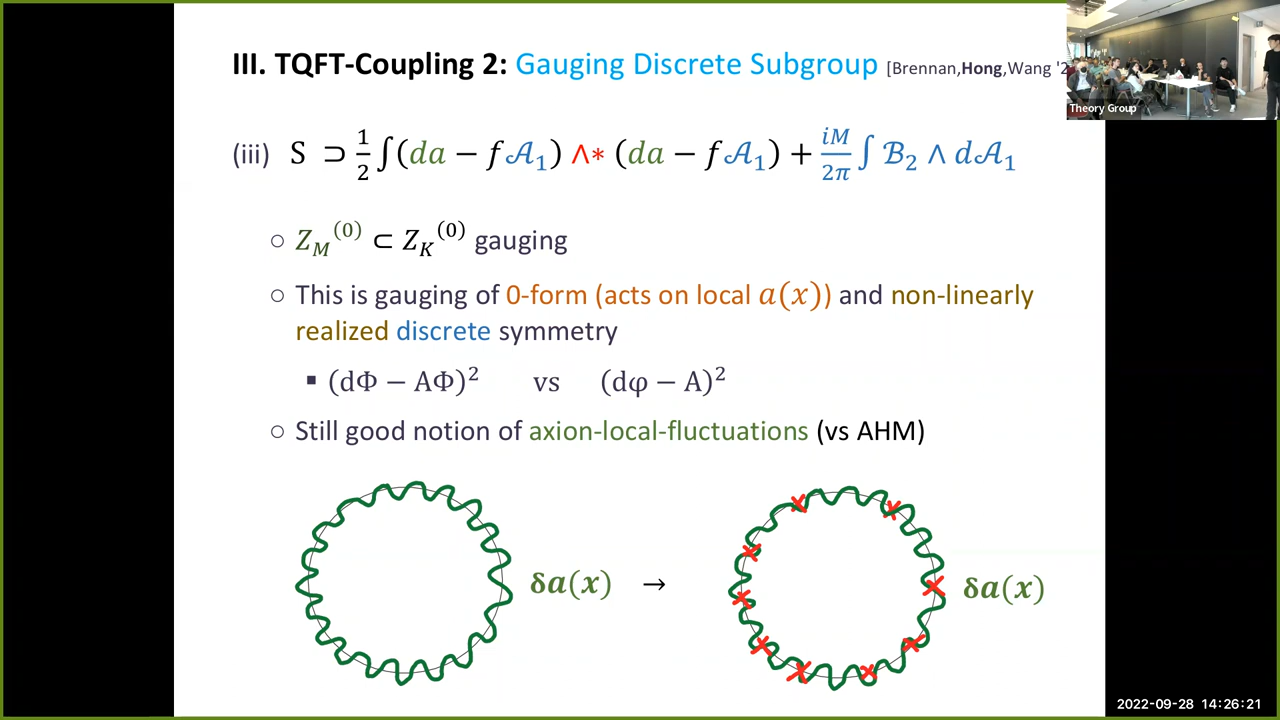 III. TQFT-Coupling 2: Gauging Discrete Subgroup [Brennan,Hong,Wang '2
Theory Group
(iii) S ⊃ 1/2 ∫(da − f𝒜₁) ∧∗ (da − f𝒜₁) + iM/2π ∫ ℬ₂ ∧ d𝒜₁
○ Z_M⁽⁰⁾ ⊂ Z_K⁽⁰⁾ gauging
○ This is gauging of 0-form (acts on local a(x)) and non-linearly
realized discrete symmetry
▪ (dΦ − AΦ)² vs (dφ − A)²
○ Still good notion of axion-local-fluctuations (vs AHM)
δa(x) → δa(x)
2022-09-28 14:26:21